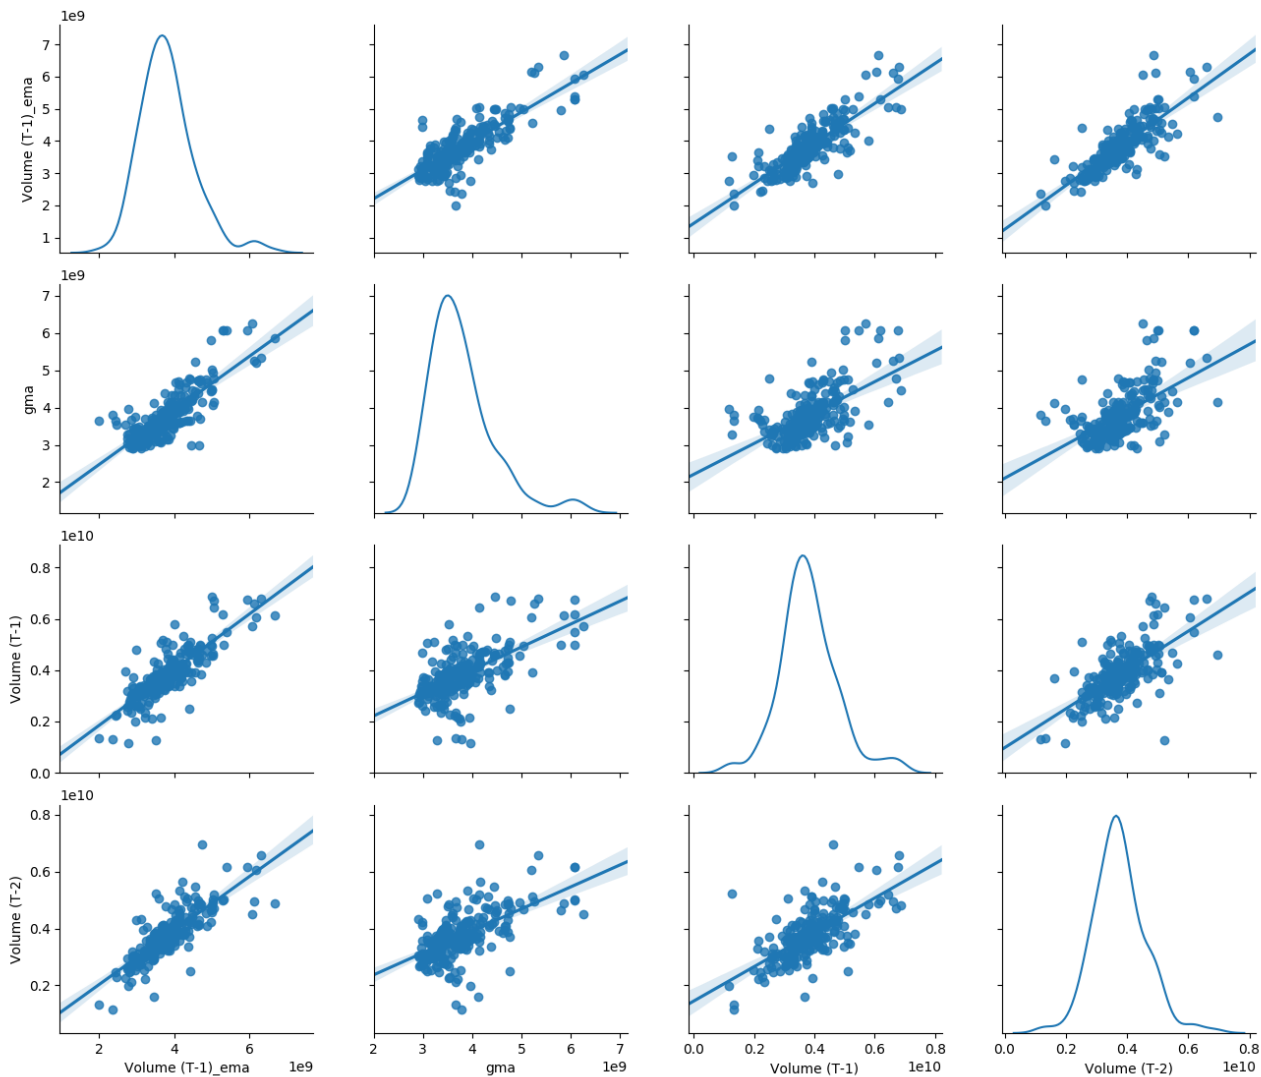 1e9
7
6
5
4
3
2
1
Volume (T-1)_ema
1e9
7
6
5
4
3
2
gma
1e10
0.8
0.6
0.4
0.2
0.0
Volume (T-1)
1e10
0.8
0.6
0.4
0.2
Volume (T-2)
2 4 6 1e9
Volume (T-1)_ema
2 3 4 5 6 7 1e9
gma
0.0 0.2 0.4 0.6 0.8 1e10
Volume (T-1)
0.0 0.2 0.4 0.6 0.8 1e10
Volume (T-2)